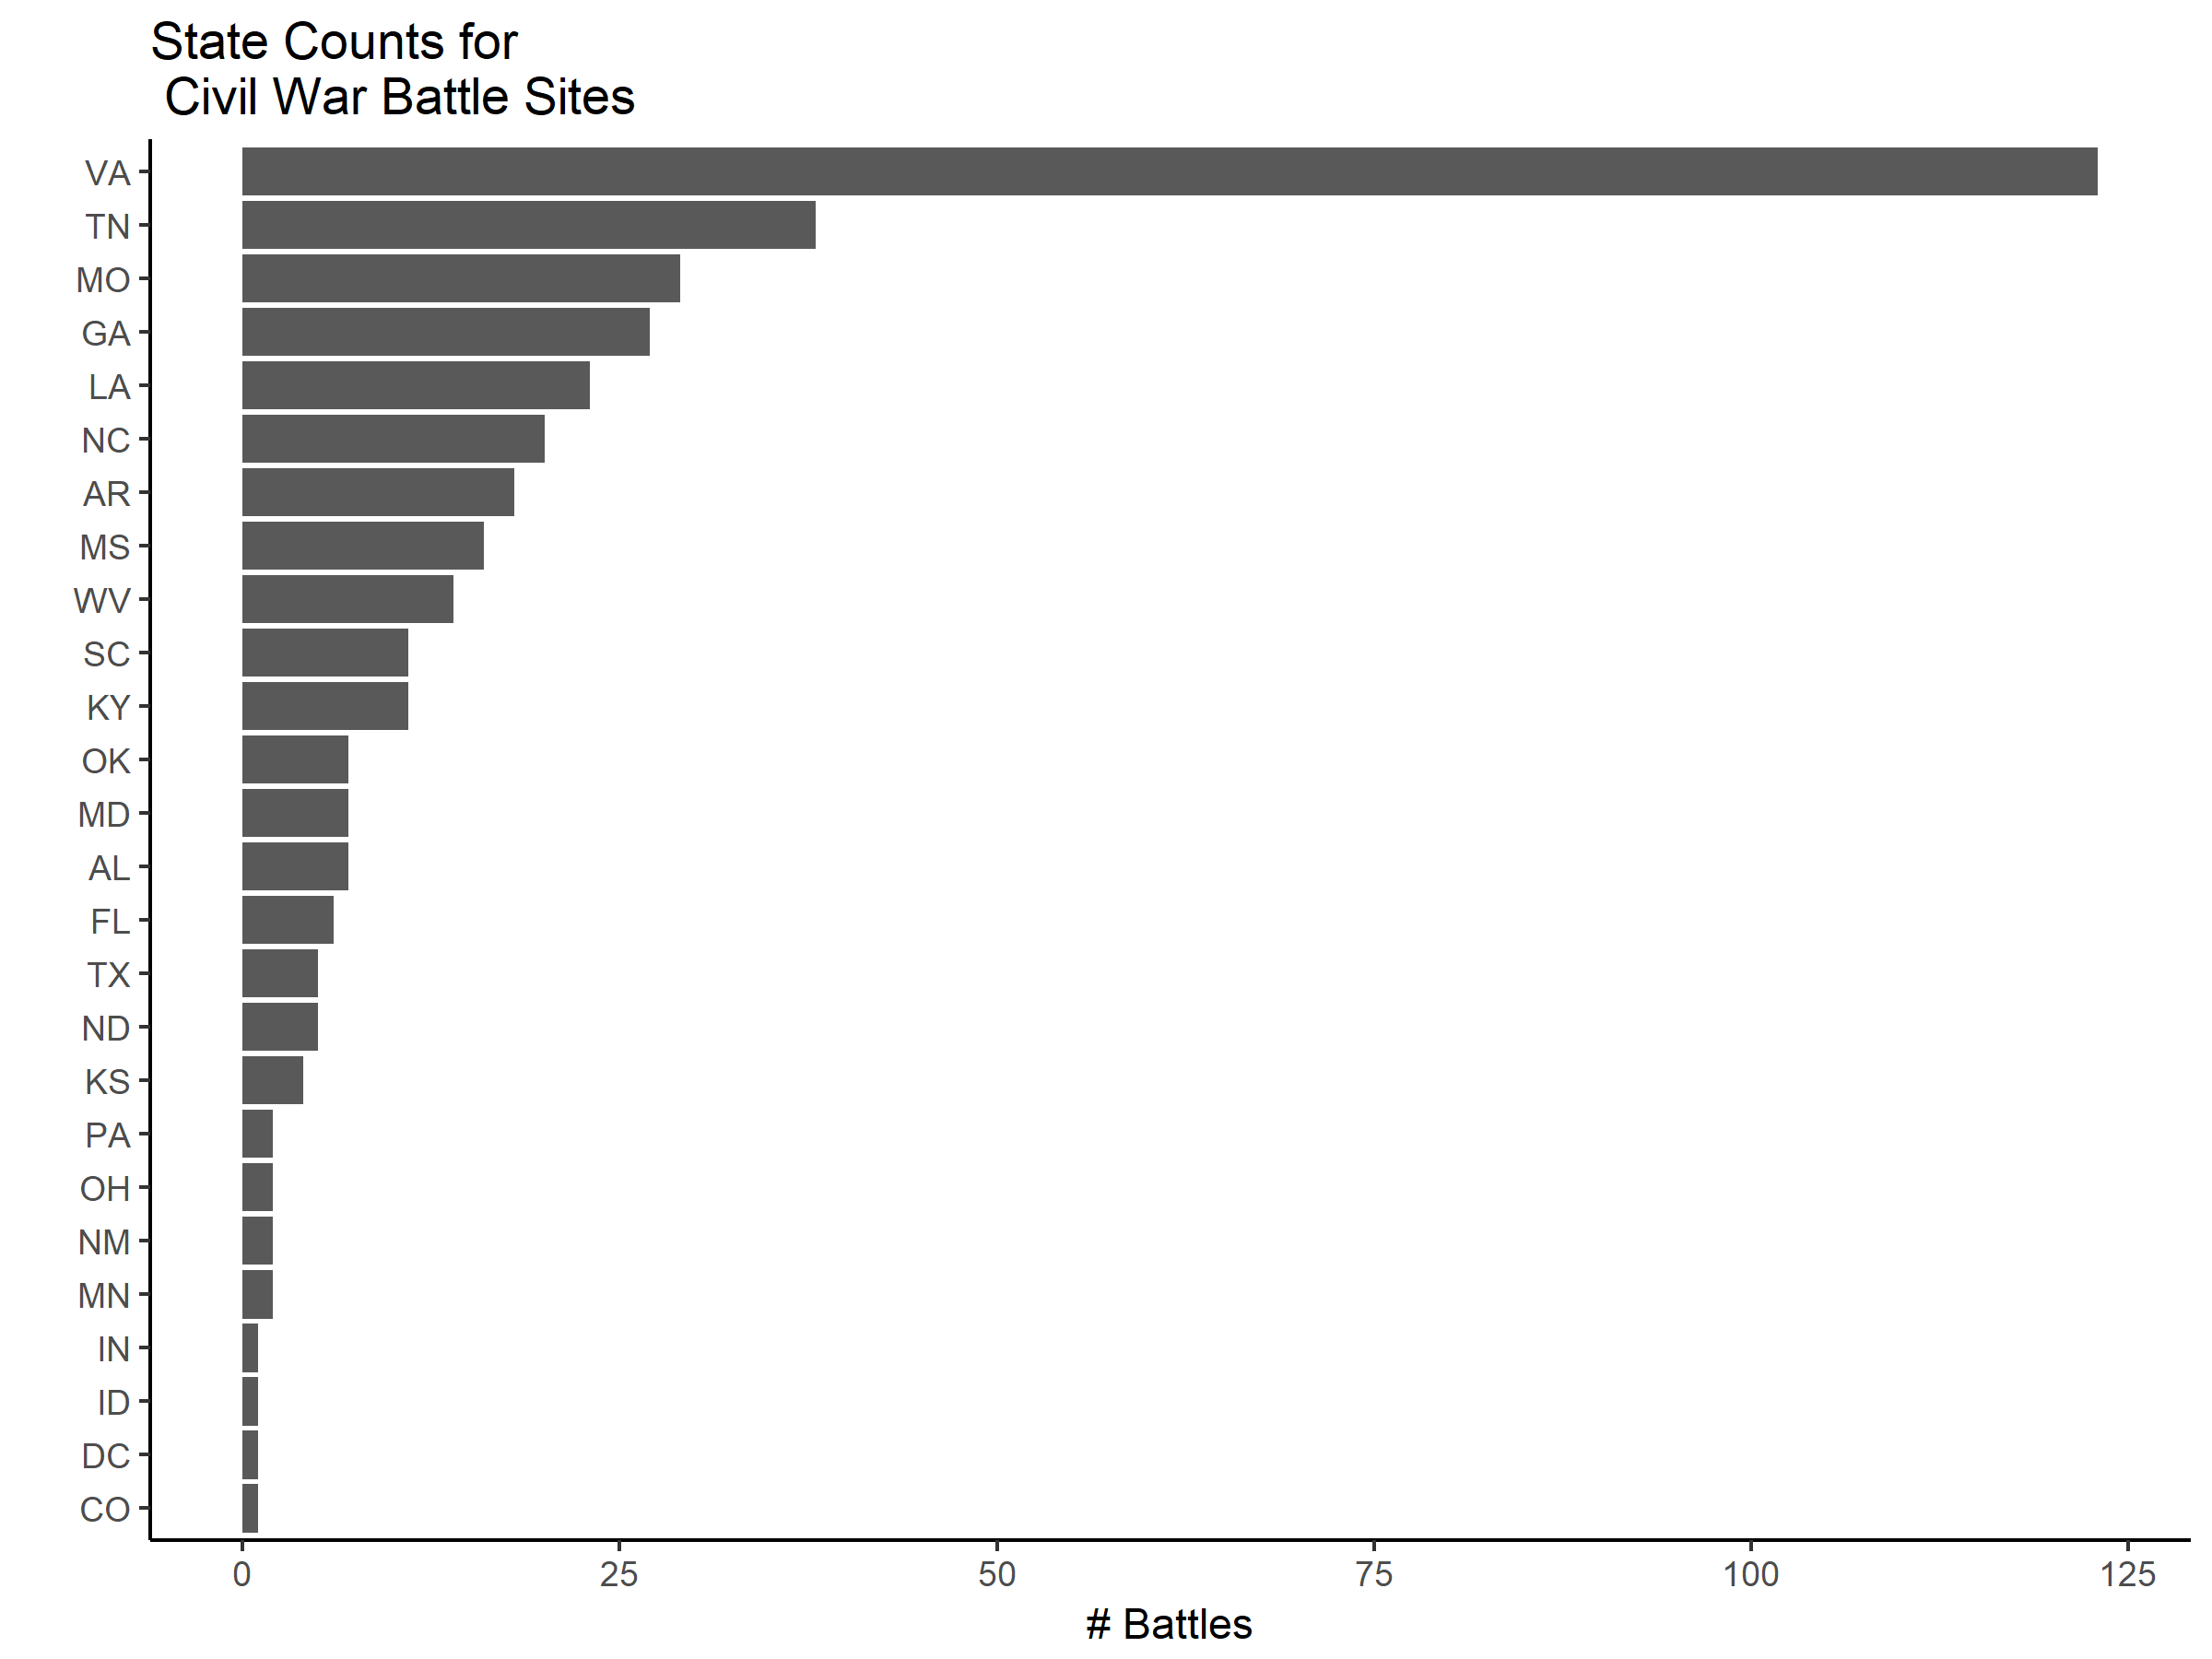 State Counts for
Civil War Battle Sites
VA
TN
MO
GA
LA
NC
AR
MS
WV
SC
KY
OK
MD
AL
FL
TX
ND
KS
PA
OH
NM
MN
IN
ID
DC
CO
0 25 50 75 100 125
# Battles